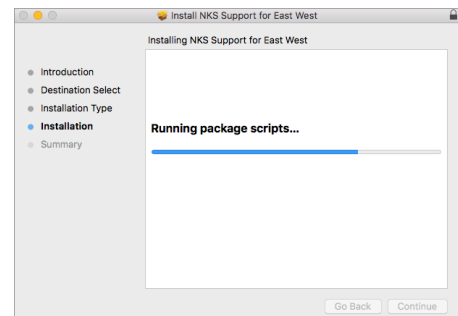 Install NKS Support for East West
Installing NKS Support for East West
Introduction
Destination Select
Installation Type
Installation
Summary
Running package scripts...
Go Back
Continue